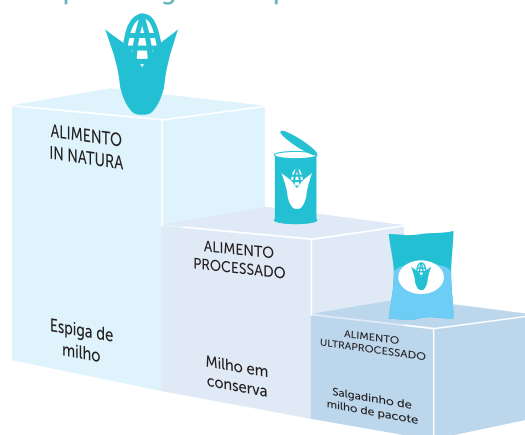 ALIMENTO
IN NATURA
Espiga de
milho
ALIMENTO
PROCESSADO
Milho em
conserva
ALIMENTO
ULTRAPROCESSADO
Salgadinho de
milho de pacote